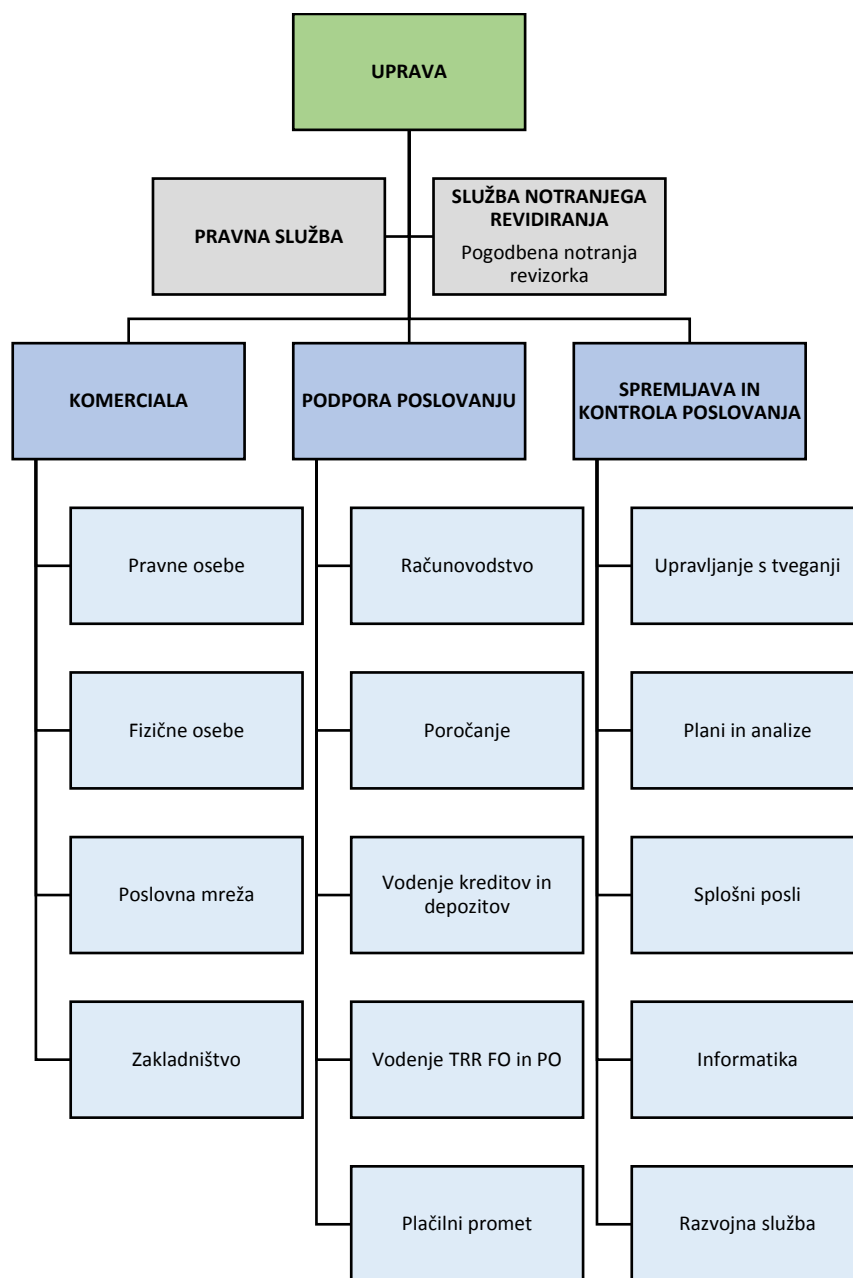 UPRAVA
PRAVNA SLUŽBA
SLUŽBA NOTRANJEGA
REVIDIRANJA
Pogodbena notranja
revizorka
KOMERCIALA
PODPORA POSLOVANJU
SPREMLJAVA IN
KONTROLA POSLOVANJA
Pravne osebe
Računovodstvo
Upravljanje s tveganji
Fizične osebe
Poročanje
Plani in analize
Poslovna mreža
Vodenje kreditov in
depozitov
Splošni posli
Zakladništvo
Vodenje TRR FO in PO
Informatika
Plačilni promet
Razvojna služba